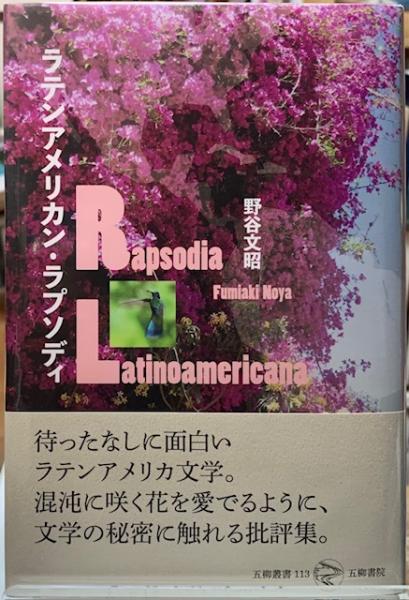 ラテンアメリカン・ラプソディ
野谷文昭
Rapsodia
Fumiaki Noya
Latinoamericana
待ったなしに面白い
ラテンアメリカ文学。
混沌に咲く花を愛でるように、
文学の秘密に触れる批評集。
五柳叢書 113 五柳書院